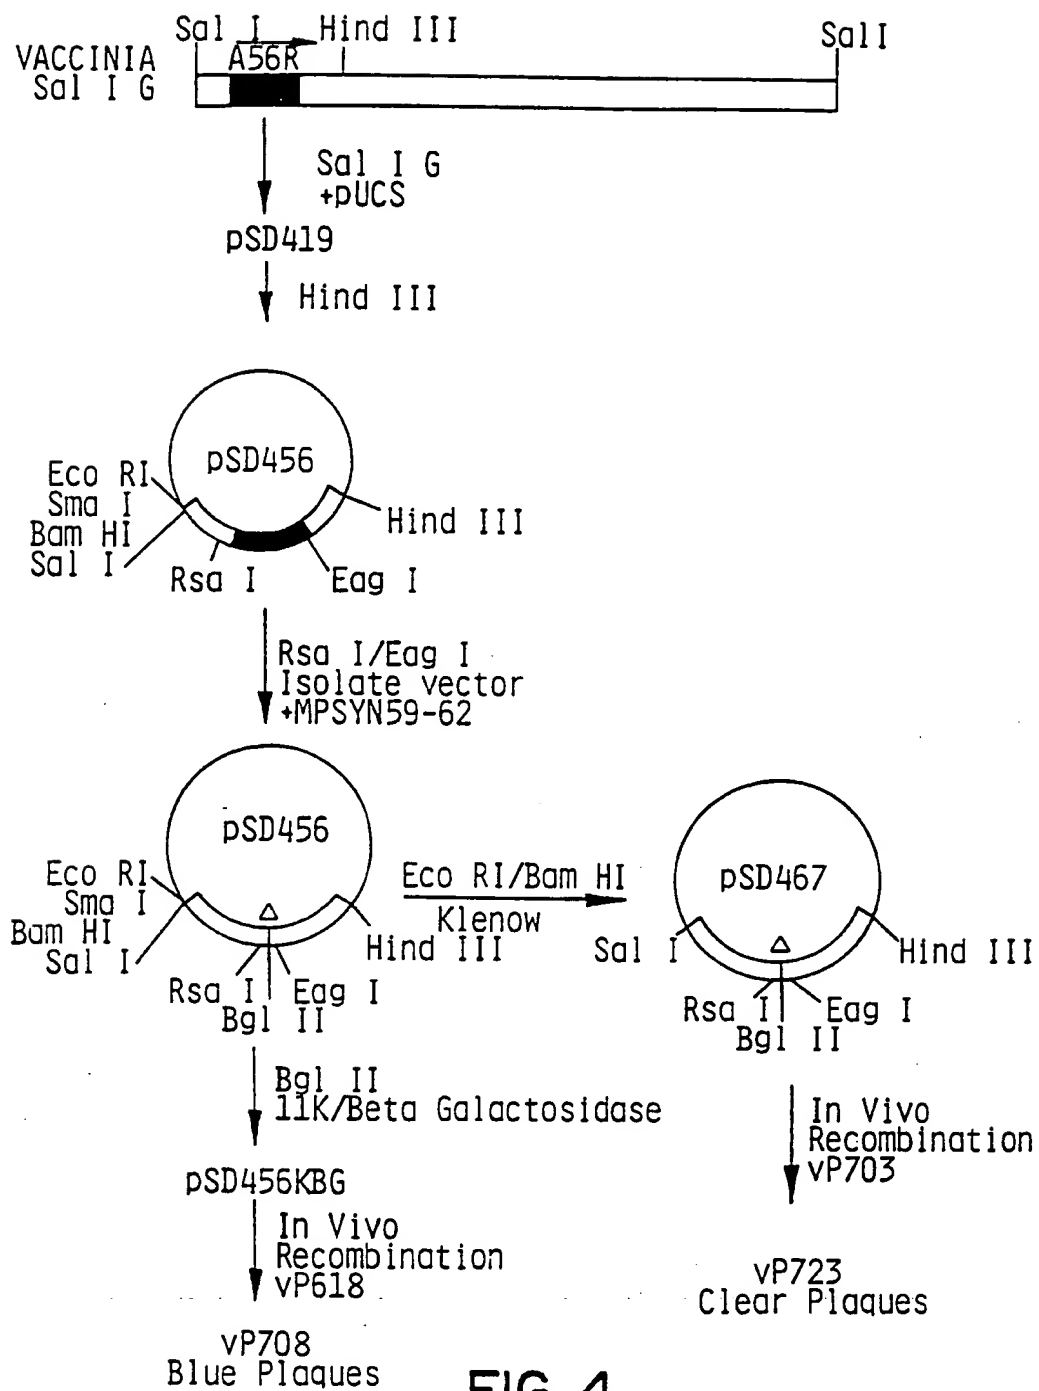 Sal I
Hind III
Sal I
VACCINIA
A56R
Sal I G
Sal I G
+pUCS
pSD419
Hind III
pSD456
Eco RI
Sma I
Bam HI
Sal I
Hind III
Rsa I
Eag I
Rsa I/Eag I
Isolate vector
+MPSYN59-62
pSD456
Eco RI
Sma I
Bam HI
Sal I
Δ
Hind III
Rsa I
Eag I
Bgl II
Eco RI/Bam HI
Klenow
pSD467
Sal I
Δ
Hind III
Rsa I
Eag I
Bgl II
Bgl II
11K/Beta Galactosidase
pSD456KBG
In Vivo
Recombination
vP618
vP708
Blue Plaques
In Vivo
Recombination
vP703
vP723
Clear Plaques
FIG. 4